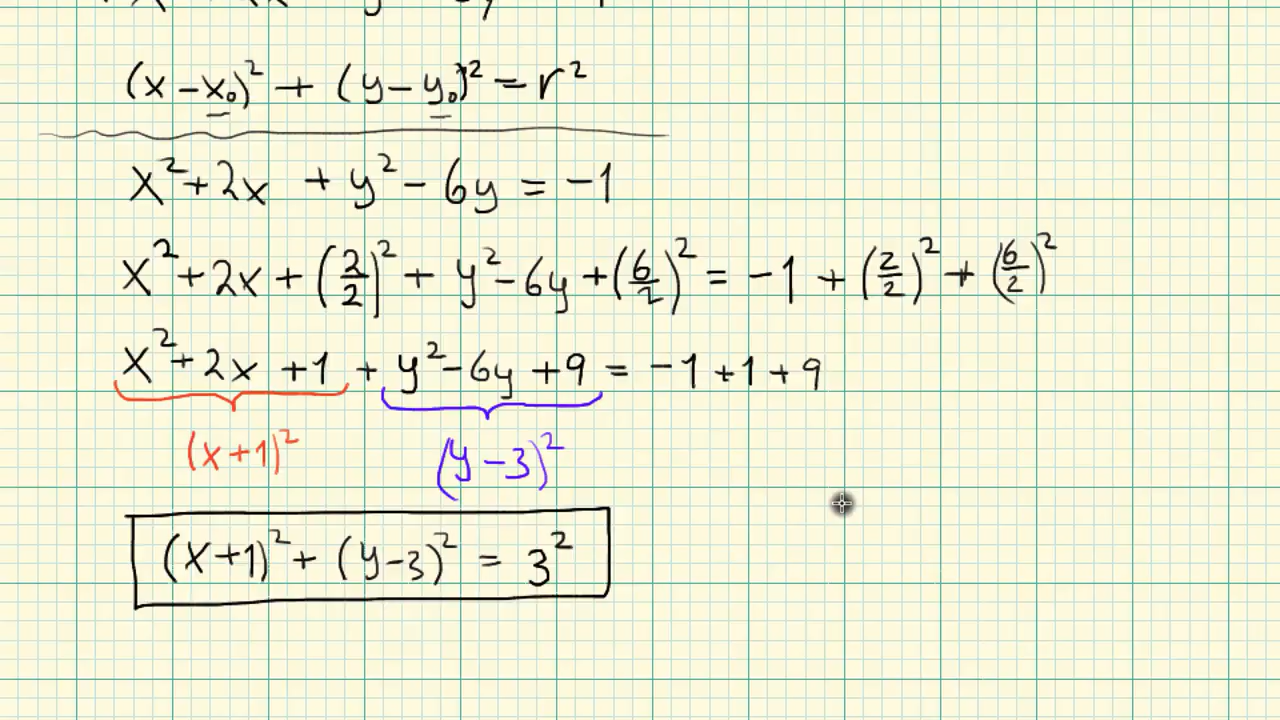 (x - x₀)² + (y - y₀)² = r²
x² + 2x + y² - 6y = -1
x² + 2x + (2/2)² + y² - 6y + (6/2)² = -1 + (2/2)² + (6/2)²
x² + 2x + 1 + y² - 6y + 9 = -1 + 1 + 9
(x + 1)² (y - 3)²
(x + 1)² + (y - 3)² = 3²